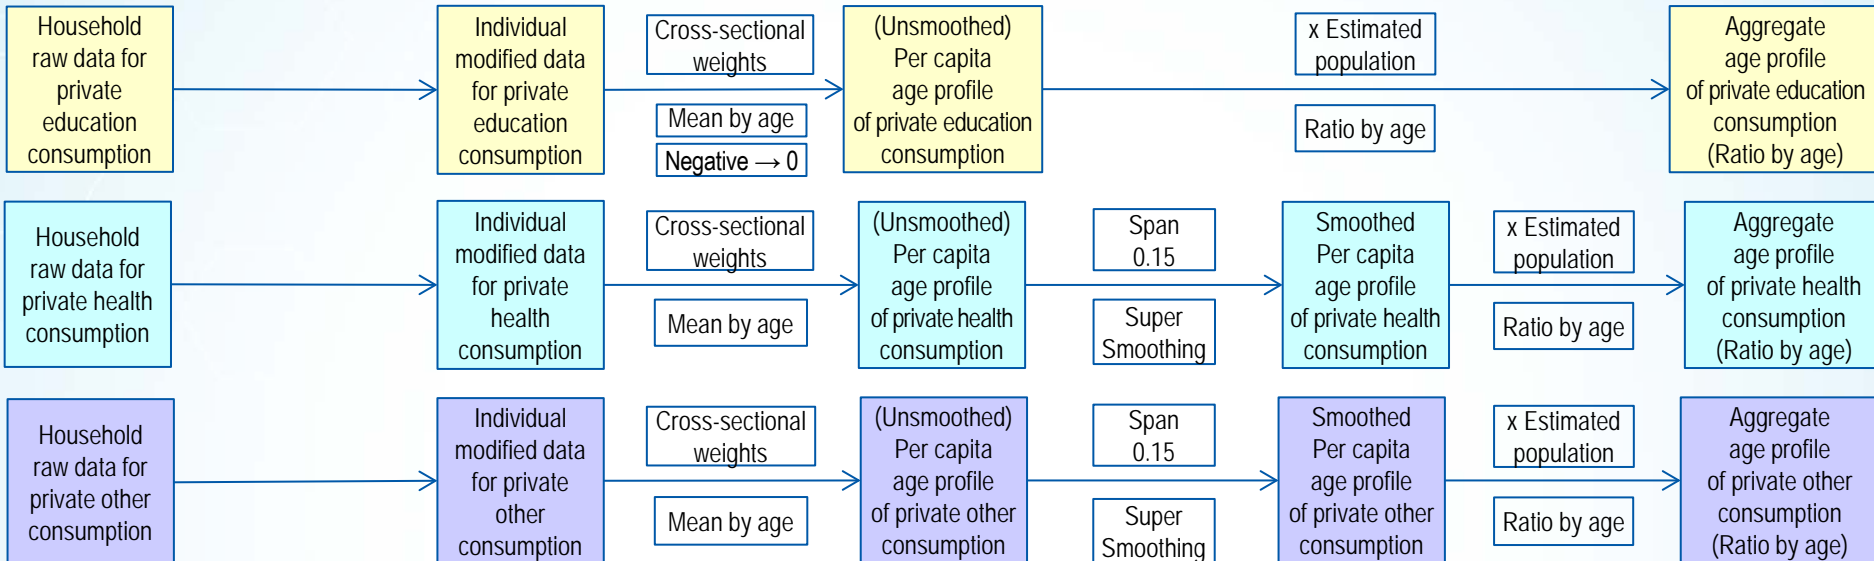 Household
raw data for
private
education
consumption
Individual
modified data
for private
education
consumption
Cross-sectional
weights
Mean by age
Negative → 0
(Unsmoothed)
Per capita
age profile
of private education
consumption
x Estimated
population
Ratio by age
Aggregate
age profile
of private education
consumption
(Ratio by age)
Household
raw data for
private health
consumption
Individual
modified data
for private
health
consumption
Cross-sectional
weights
Mean by age
(Unsmoothed)
Per capita
age profile
of private health
consumption
Span
0.15
Super
Smoothing
Smoothed
Per capita
age profile
of private health
consumption
x Estimated
population
Ratio by age
Aggregate
age profile
of private health
consumption
(Ratio by age)
Household
raw data for
private other
consumption
Individual
modified data
for private
other
consumption
Cross-sectional
weights
Mean by age
(Unsmoothed)
Per capita
age profile
of private other
consumption
Span
0.15
Super
Smoothing
Smoothed
Per capita
age profile
of private other
consumption
x Estimated
population
Ratio by age
Aggregate
age profile
of private other
consumption
(Ratio by age)